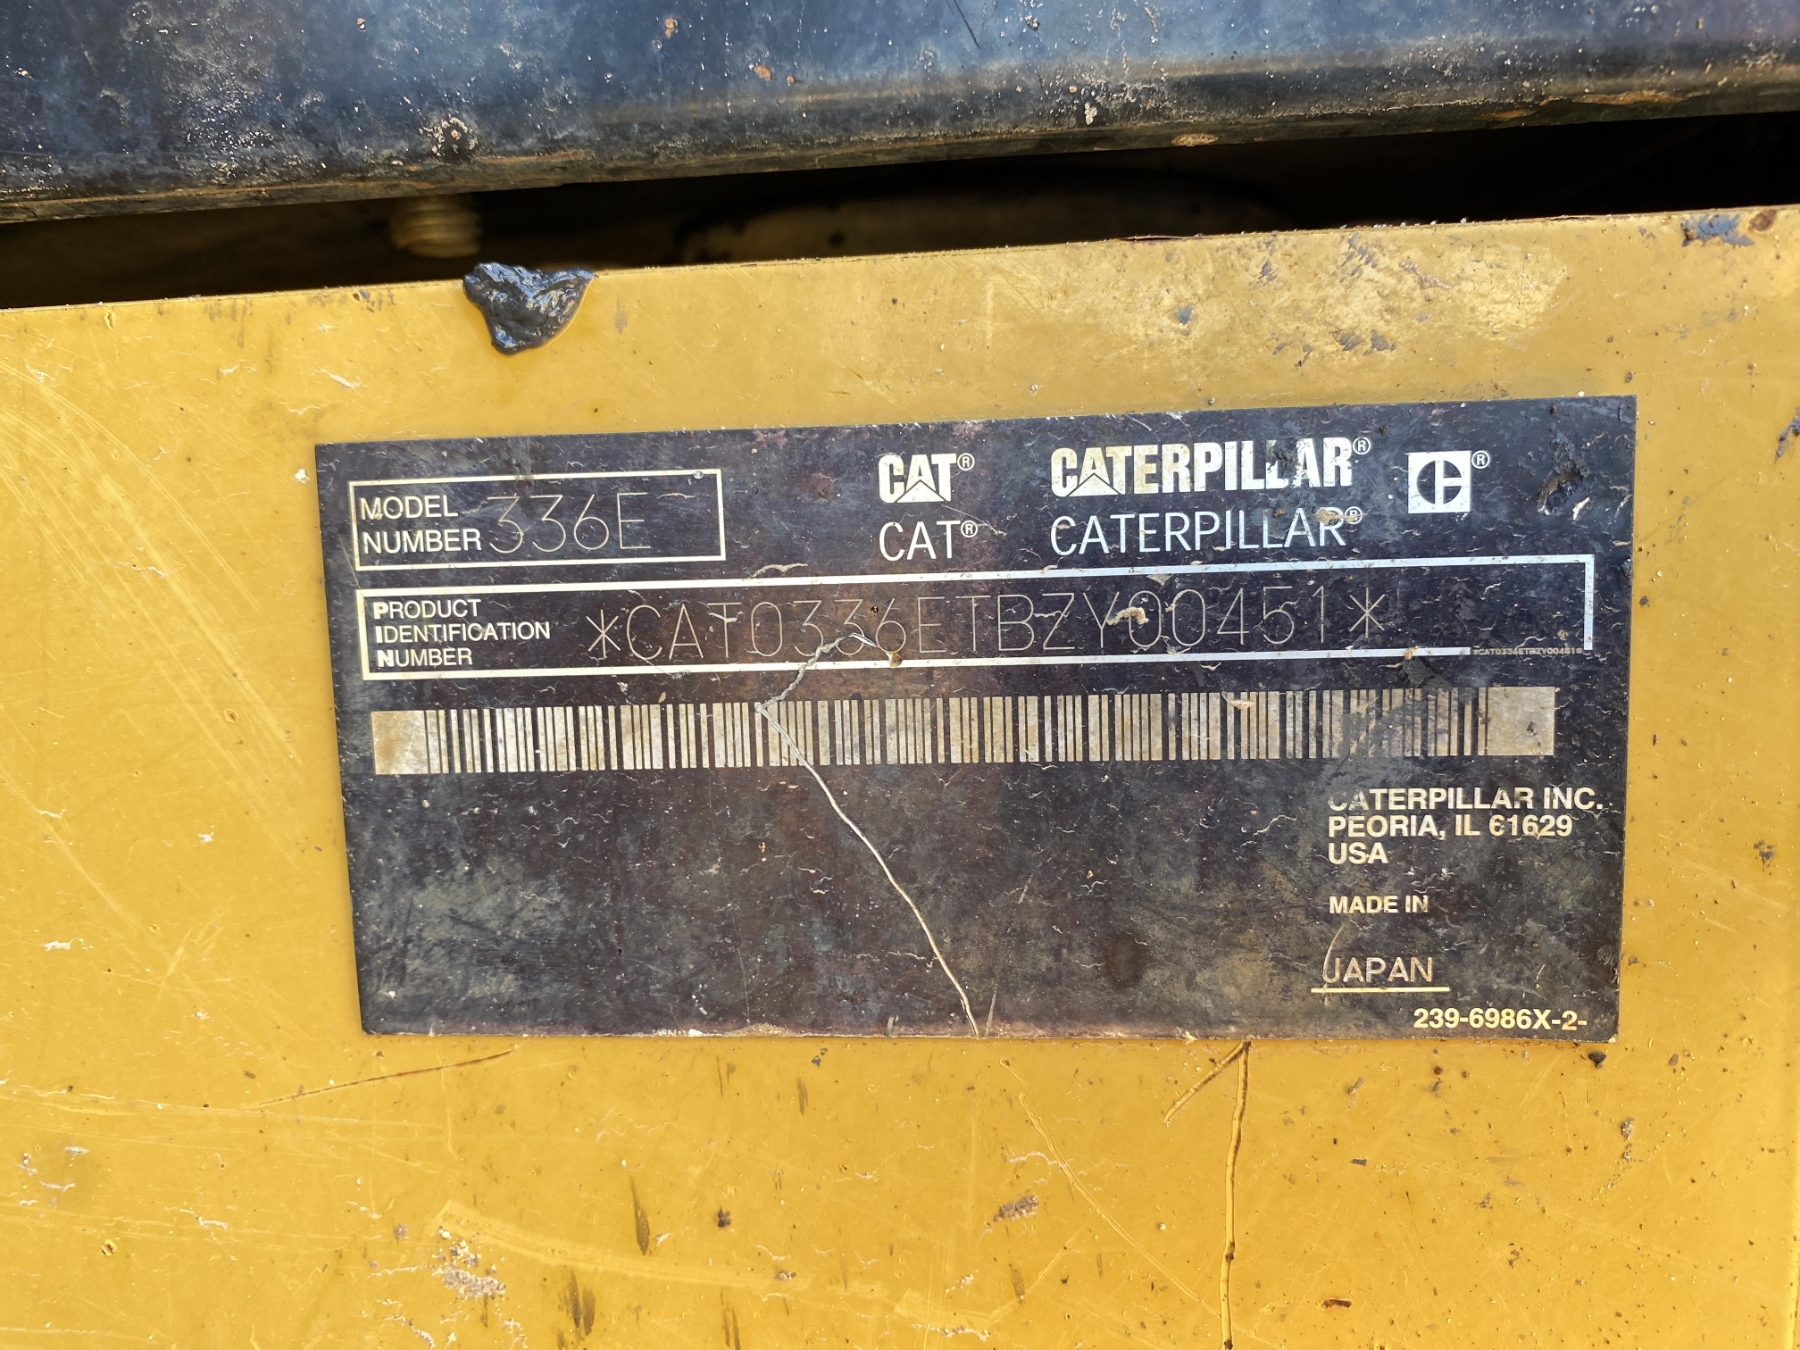 MODEL
NUMBER 336E
CAT® CATERPILLAR® C®
CAT® CATERPILLAR®
PRODUCT
IDENTIFICATION
NUMBER
*CAT0336ETBZY00451*
*CAT0336ETBZY00451*
CATERPILLAR INC.
PEORIA, IL 61629
USA
MADE IN
JAPAN
239-6986X-2-